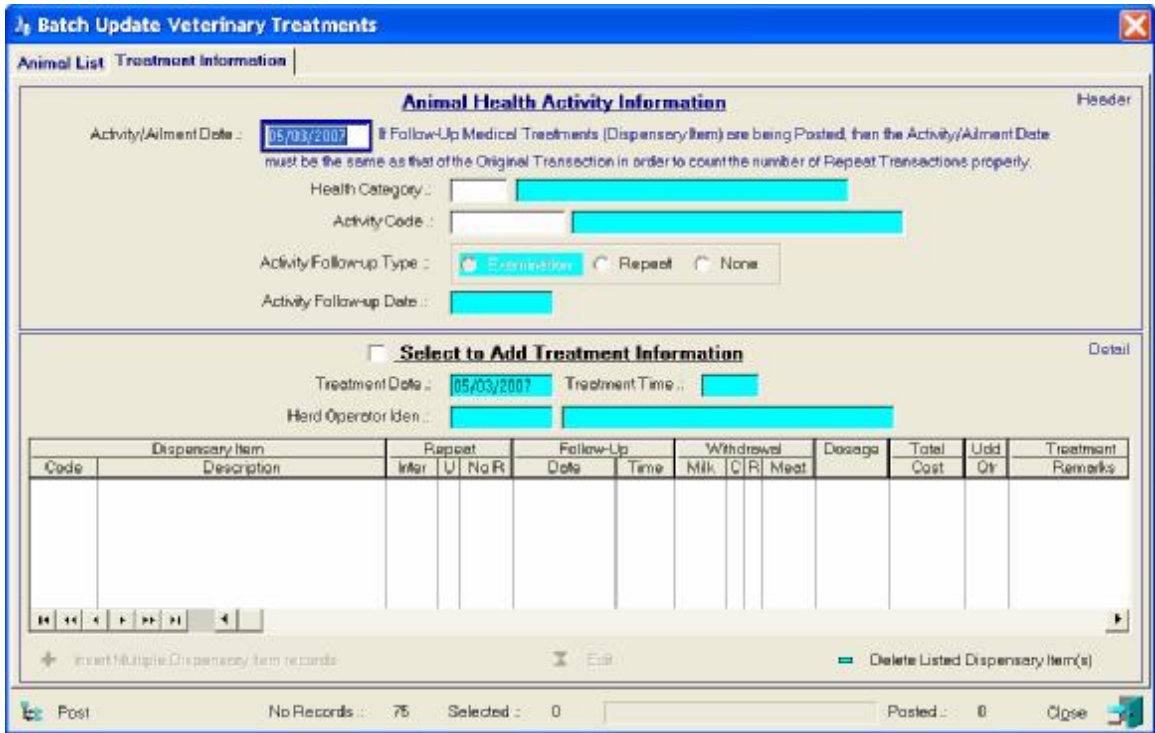 Batch Update Veterinary Treatments
Animal List Treatment Information
Animal Health Activity Information Header
Activity/Ailment Date .: 05/03/2007 If Follow-Up Medical Treatments (Dispensary Item) are being Posted, then the Activity/Ailment Date
must be the same as that of the Original Transection in order to count the number of Repeat Transections properly.
Health Category .:
Activity Code .:
Activity Follow-up Type .: Examination Repeat None
Activity Follow-up Date .:
Select to Add Treatment Information Detail
Treatment Date .: 05/03/2007 Treatment Time .:
Herd Operator Iden .:
Dispensary Item Repeat Follow-Up Withdrawal Dosage Total Udd Treatment
Code Description Inter U No R Date Time Milk C R Meat Cost Qtr Remarks
Insert Multiple Dispensary Item records Edit Delete Listed Dispensary Item(s)
Post No Records .: 75 Selected .: 0 Posted .: 0 Close